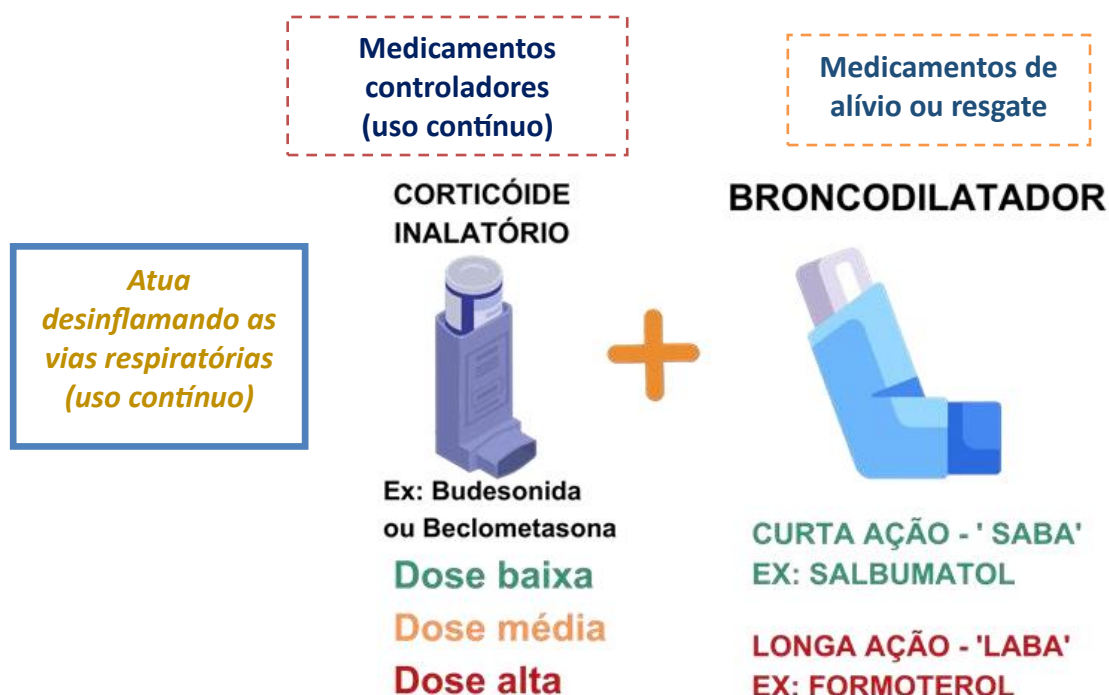 Medicamentos
controladores
(uso contínuo)
Medicamentos de
alívio ou resgate
CORTICÓIDE
INALATÓRIO
BRONCODILATADOR
Atua
desinflamando as
vias respiratórias
(uso contínuo)
Ex: Budesonida
ou Beclometasona
Dose baixa
Dose média
Dose alta
CURTA AÇÃO - ' SABA'
EX: SALBUMATOL
LONGA AÇÃO - 'LABA'
EX: FORMOTEROL